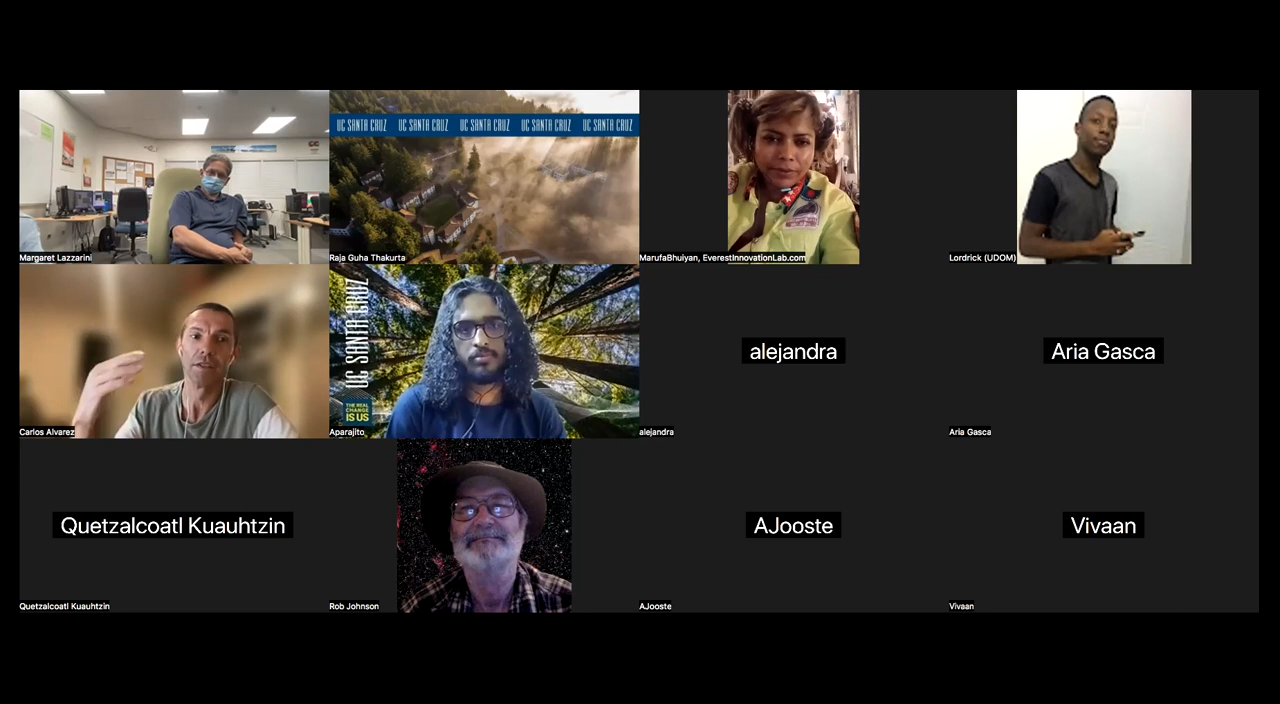 UC SANTA CRUZ UC SANTA CRUZ UC SANTA CRUZ UC SANTA CRUZ UC SANTA CRUZ
Margaret Lazzarini
Raja Guha Thakurta
MarufaBhuiyan, EverestInnovationLab.com
Lordrick (UDOM)
UC SANTA CRUZ
THE REAL
CHANGE
IS US
alejandra
Aria Gasca
Carlos Alvarez
Aparajito
alejandra
Aria Gasca
Quetzalcoatl Kuauhtzin
AJooste
Vivaan
Quetzalcoatl Kuauhtzin
Rob Johnson
AJooste
Vivaan